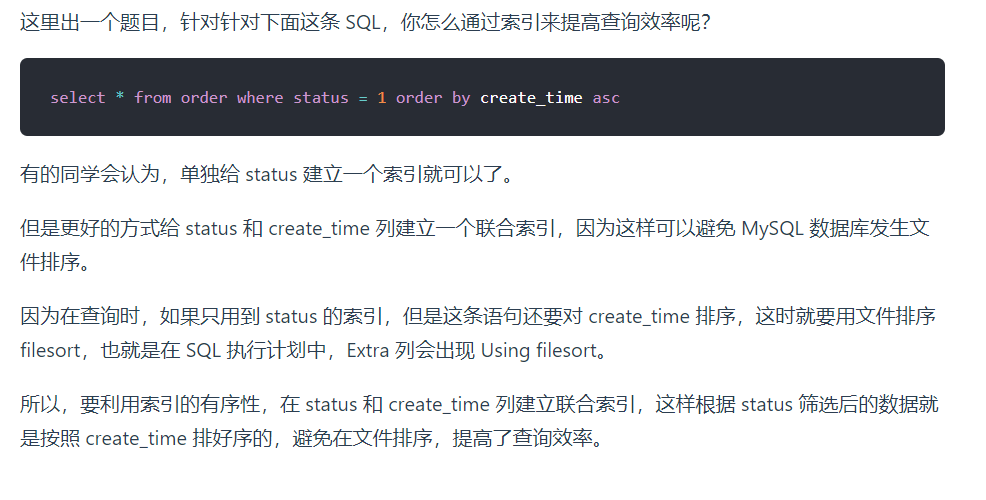 这里出一个题目，针对针对下面这条 SQL，你怎么通过索引来提高查询效率呢？
select * from order where status = 1 order by create_time asc
有的同学会认为，单独给 status 建立一个索引就可以了。
但是更好的方式给 status 和 create_time 列建立一个联合索引，因为这样可以避免 MySQL 数据库发生文
件排序。
因为在查询时，如果只用到 status 的索引，但是这条语句还要对 create_time 排序，这时就要用文件排序
filesort，也就是在 SQL 执行计划中，Extra 列会出现 Using filesort。
所以，要利用索引的有序性，在 status 和 create_time 列建立联合索引，这样根据 status 筛选后的数据就
是按照 create_time 排好序的，避免在文件排序，提高了查询效率。